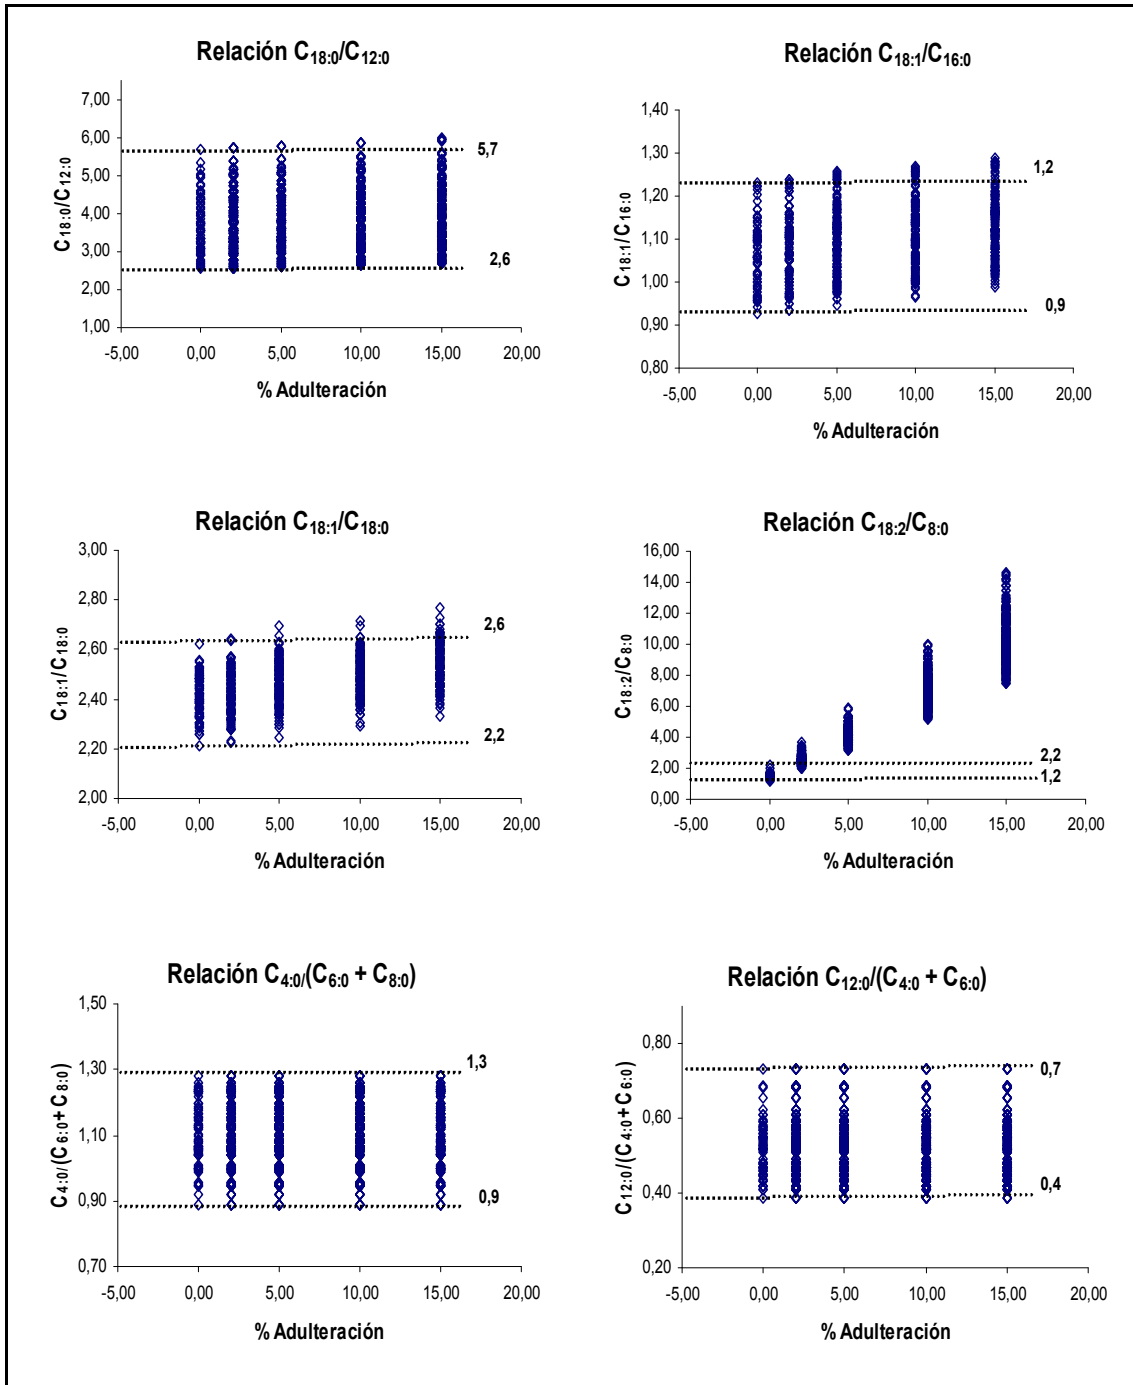 Relación C18:0/C12:0
7,00
6,00
5,00
4,00
3,00
2,00
1,00
C18:0/C12:0
5,7
2,6
-5,00 0,00 5,00 10,00 15,00 20,00
% Adulteración
Relación C18:1/C16:0
1,40
1,30
1,20
1,10
1,00
0,90
0,80
C18:1/C16:0
1,2
0,9
-5,00 0,00 5,00 10,00 15,00 20,00
% Adulteración
Relación C18:1/C18:0
3,00
2,80
2,60
2,40
2,20
2,00
C18:1/C18:0
2,6
2,2
-5,00 0,00 5,00 10,00 15,00 20,00
% Adulteración
Relación C18:2/C8:0
16,00
14,00
12,00
10,00
8,00
6,00
4,00
2,00
0,00
C18:2/C8:0
2,2
1,2
-5,00 0,00 5,00 10,00 15,00 20,00
% Adulteración
Relación C4:0/(C6:0 + C8:0)
1,50
1,30
1,10
0,90
0,70
C4:0/(C6:0+ C8:0)
1,3
0,9
-5,00 0,00 5,00 10,00 15,00 20,00
% Adulteración
Relación C12:0/(C4:0 + C6:0)
0,80
0,60
0,40
0,20
C12:0/(C4:0+C6:0)
0,7
0,4
-5,00 0,00 5,00 10,00 15,00 20,00
% Adulteración